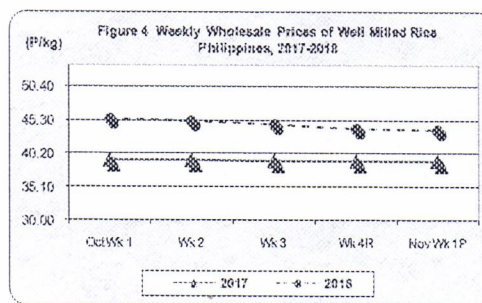 Figure 4 Weekly Wholesale Prices of Well Milled Rice
Philippines, 2017-2018
(P/kg)
50.40
45.30
40.20
35.10
30.00
Oct Wk 1
Wk 2
Wk 3
Wk 4R
Nov Wk 1P
2017
2018